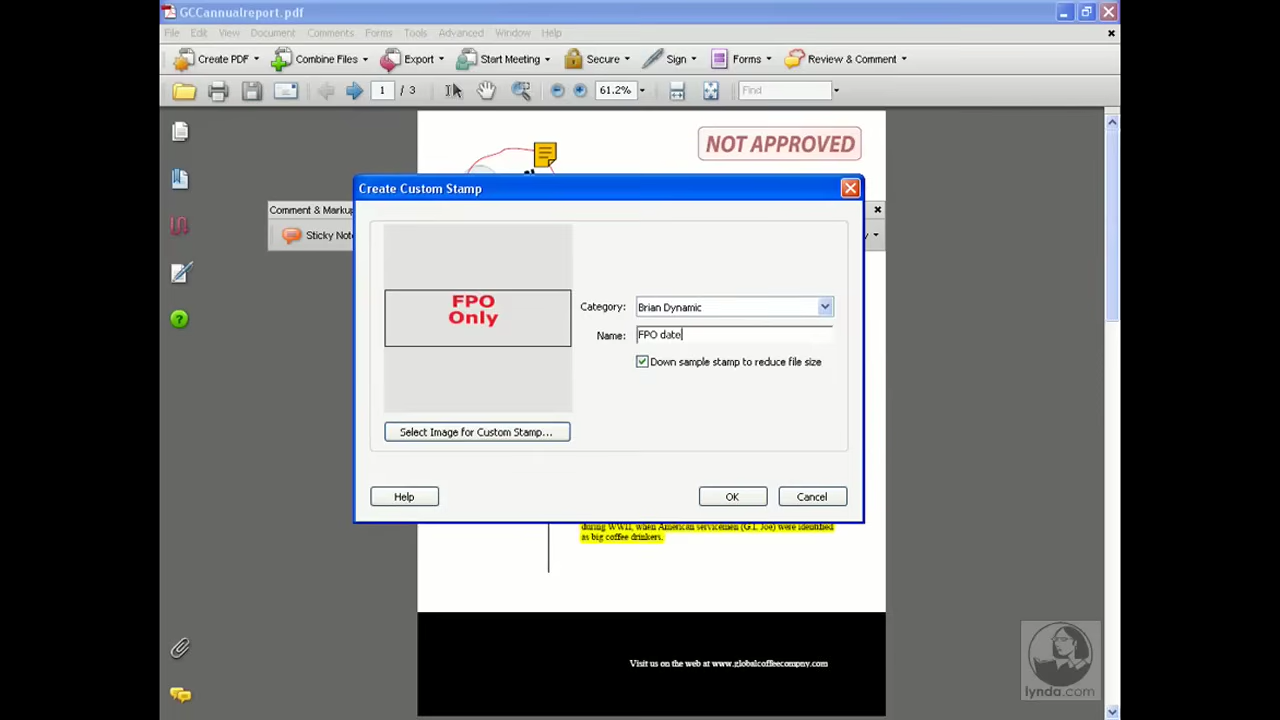 GCCannualreport.pdf
File Edit View Document Comments Forms Tools Advanced Window Help
Create PDF Combine Files Export Start Meeting Secure Sign Forms Review & Comment
1 / 3 61.2% Find
NOT APPROVED
Create Custom Stamp
Comment & Markup
Sticky Note
FPO
Only
Category: Brian Dynamic
Name: FPO date
Down sample stamp to reduce file size
Select Image for Custom Stamp...
Help OK Cancel
during WWII, when American servicemen (G.I. Joe) were identified
as big coffee drinkers.
Visit us on the web at www.globalcoffeecompny.com
lynda.com